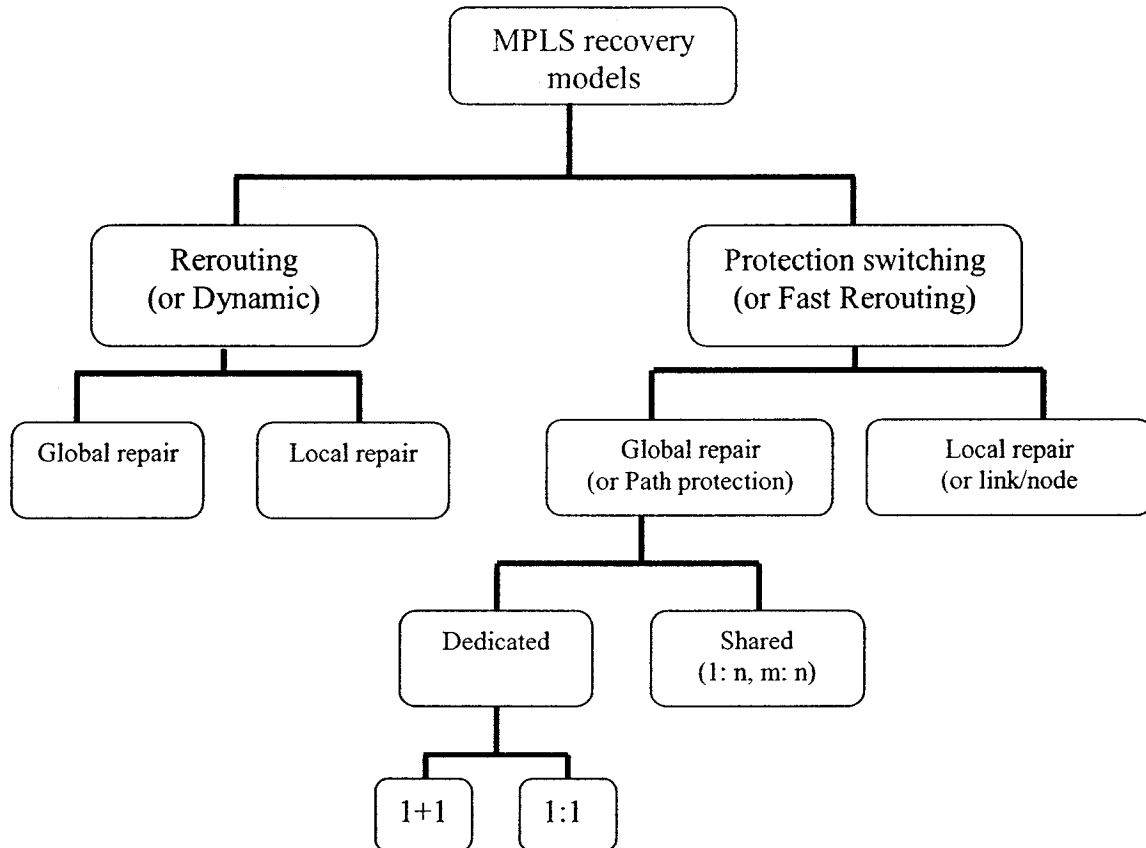 MPLS recovery
models
Rerouting
(or Dynamic)
Protection switching
(or Fast Rerouting)
Global repair
Local repair
Global repair
(or Path protection)
Local repair
(or link/node
Dedicated
Shared
(1: n, m: n)
1+1
1:1